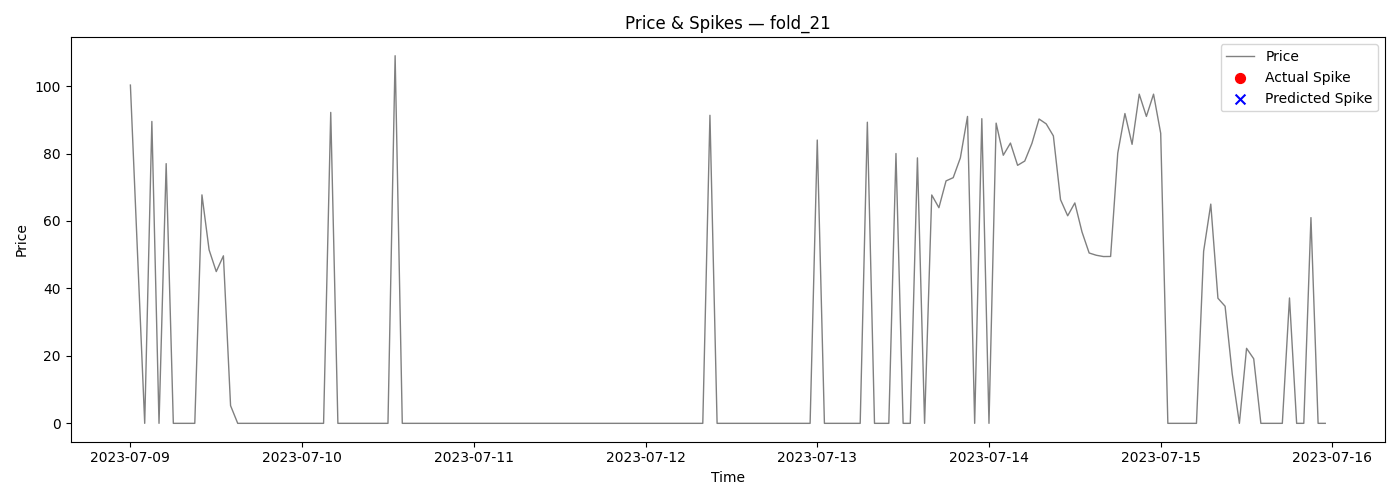 Price & Spikes — fold_21
Price
Actual Spike
Predicted Spike
100
80
60
40
20
0
Price
2023-07-09
2023-07-10
2023-07-11
2023-07-12
2023-07-13
2023-07-14
2023-07-15
2023-07-16
Time